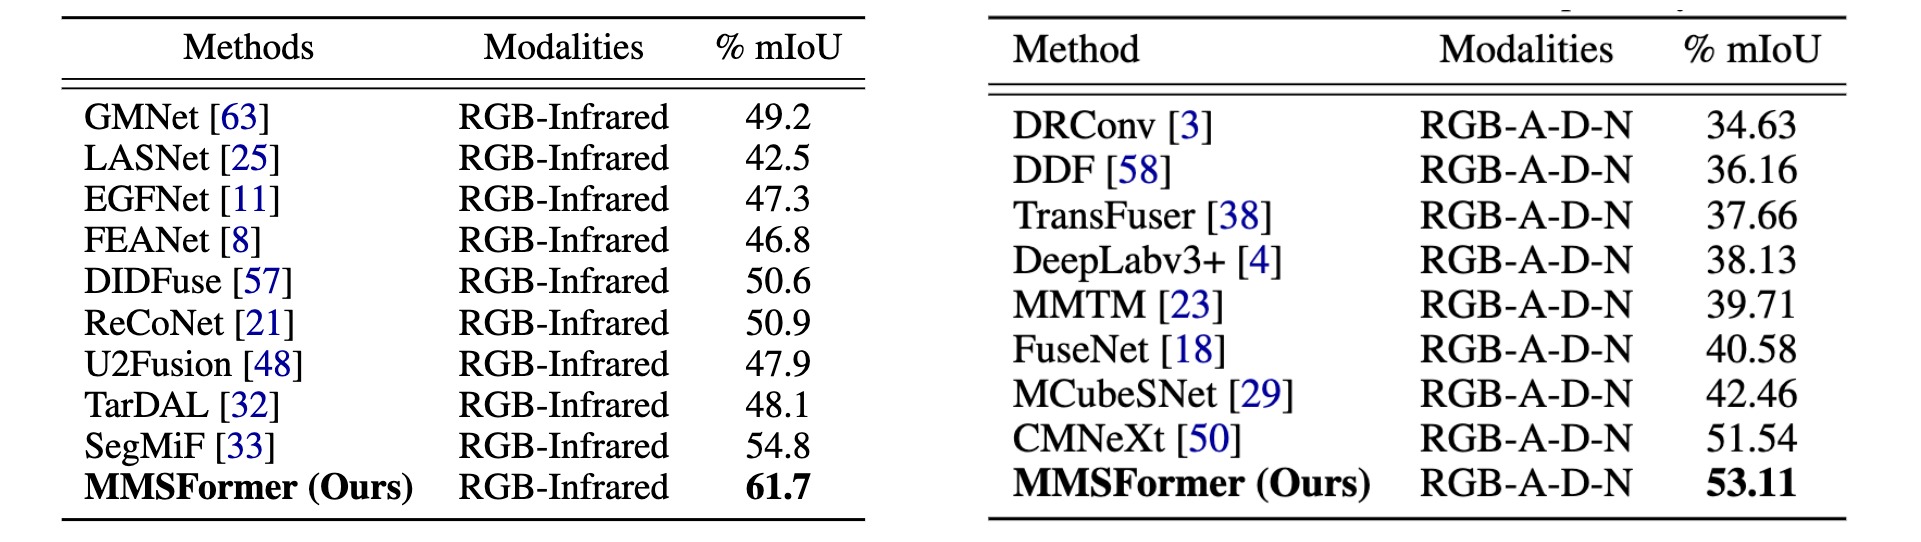 Methods Modalities % mIoU
GMNet [63] RGB-Infrared 49.2
LASNet [25] RGB-Infrared 42.5
EGFNet [11] RGB-Infrared 47.3
FEANet [8] RGB-Infrared 46.8
DIDFuse [57] RGB-Infrared 50.6
ReCoNet [21] RGB-Infrared 50.9
U2Fusion [48] RGB-Infrared 47.9
TarDAL [32] RGB-Infrared 48.1
SegMiF [33] RGB-Infrared 54.8
MMSFormer (Ours) RGB-Infrared 61.7
Method Modalities % mIoU
DRConv [3] RGB-A-D-N 34.63
DDF [58] RGB-A-D-N 36.16
TransFuser [38] RGB-A-D-N 37.66
DeepLabv3+ [4] RGB-A-D-N 38.13
MMTM [23] RGB-A-D-N 39.71
FuseNet [18] RGB-A-D-N 40.58
MCubeSNet [29] RGB-A-D-N 42.46
CMNeXt [50] RGB-A-D-N 51.54
MMSFormer (Ours) RGB-A-D-N 53.11